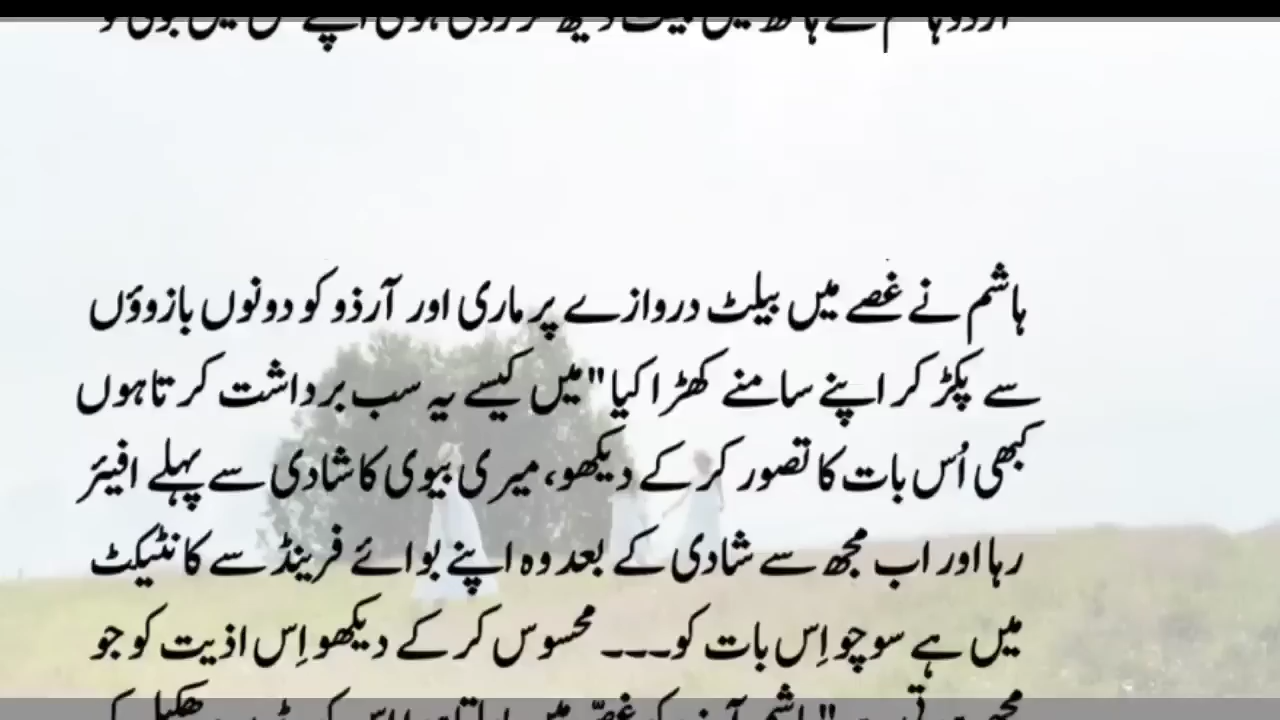 ہاشم نے غصے میں بیلٹ دروازے پر ماری اور آرذو کو دونوں بازوؤں
سے پکڑ کر اپنے سامنے کھڑا کیا "میں کیسے یہ سب برداشت کرتا ہوں
کبھی اُس بات کا تصور کر کے دیکھو، میری بیوی کا شادی سے پہلے افیئر
رہا اور اب مجھ سے شادی کے بعد وہ اپنے بوائے فرینڈ سے کانٹیکٹ
میں ہے سوچو اِس بات کو۔۔۔ محسوس کر کے دیکھو اِس اذیت کو جو